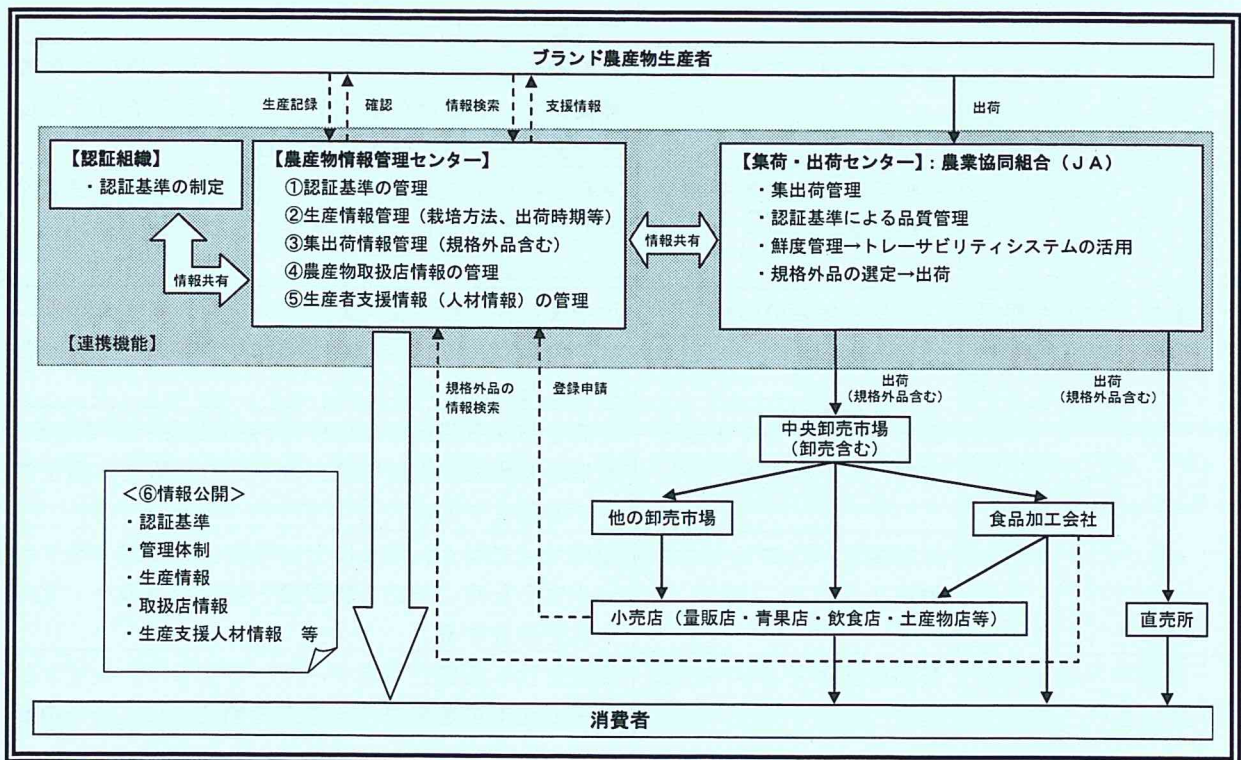 ブランド農産物生産者
生産記録
確認
情報検索
支援情報
出荷
【認証組織】
・認証基準の制定
【農産物情報管理センター】
①認証基準の管理
②生産情報管理（栽培方法、出荷時期等）
③集出荷情報管理（規格外品含む）
④農産物取扱店情報の管理
⑤生産者支援情報（人材情報）の管理
【集荷・出荷センター】：農業協同組合（ＪＡ）
・集出荷管理
・認証基準による品質管理
・鮮度管理→トレーサビリティシステムの活用
・規格外品の選定→出荷
情報共有
情報共有
【連携機能】
規格外品の
情報検索
登録申請
出荷
（規格外品含む）
出荷
（規格外品含む）
中央卸売市場
（卸売含む）
＜⑥情報公開＞
・認証基準
・管理体制
・生産情報
・取扱店情報
・生産支援人材情報　等
他の卸売市場
食品加工会社
小売店（量販店・青果店・飲食店・土産物店等）
直売所
消費者